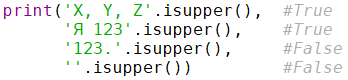 print('X, Y, Z'.isupper(), #True
'Я 123'.isupper(), #True
'123.'.isupper(), #False
''.isupper()) #False